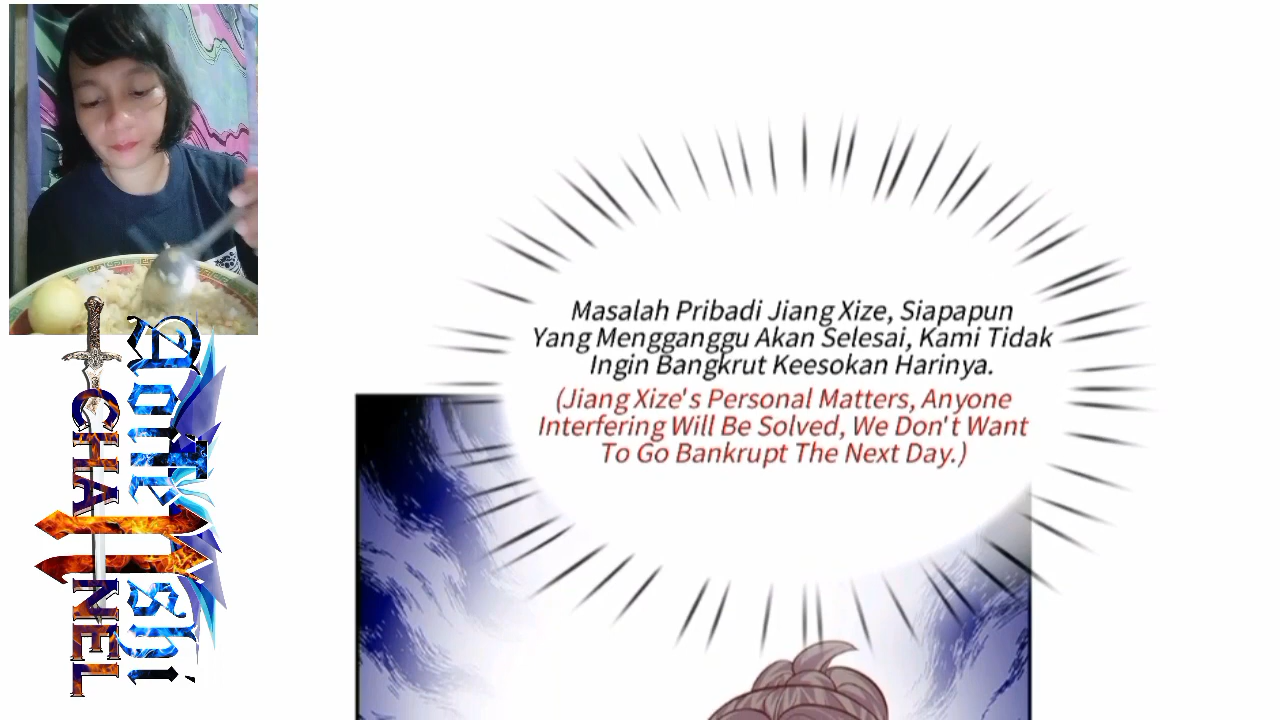 Masalah Pribadi Jiang Xize, Siapapun
Yang Mengganggu Akan Selesai, Kami Tidak
Ingin Bangkrut Keesokan Harinya.
(Jiang Xize's Personal Matters, Anyone
Interfering Will Be Solved, We Don't Want
To Go Bankrupt The Next Day.)
CHANNEL